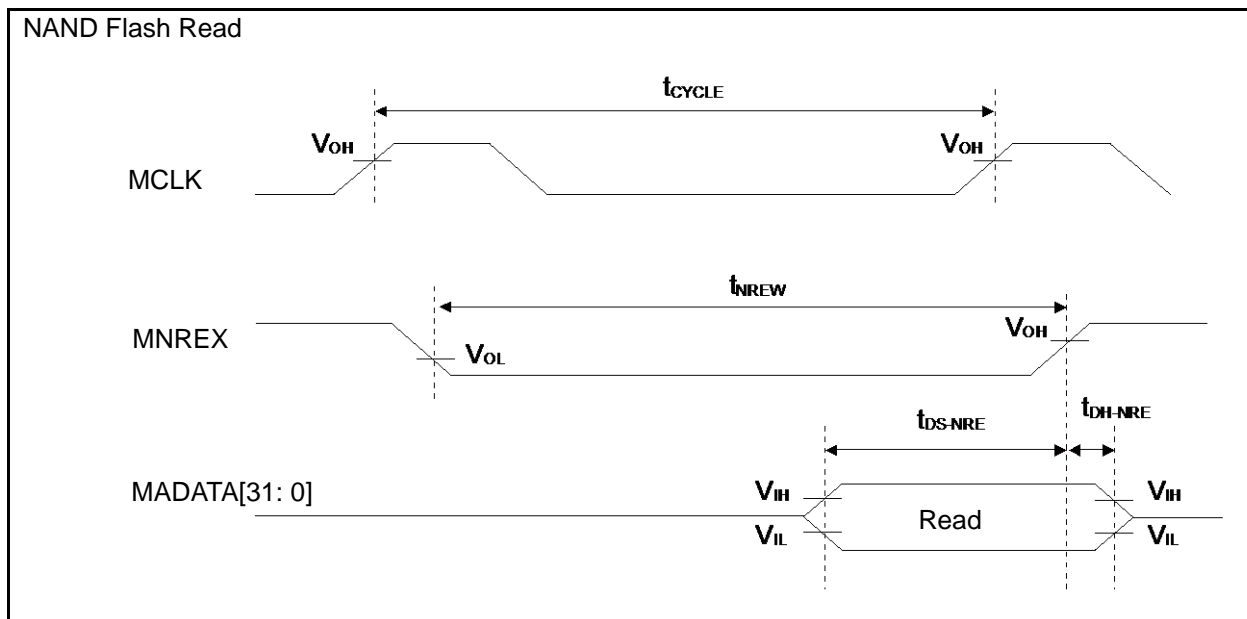 NAND Flash Read
tCYCLE
VOH
VOH
MCLK
tNREW
VOH
MNREX
VOL
tDS-NRE
tDH-NRE
MADATA[31: 0]
VIH
VIH
Read
VIL
VIL